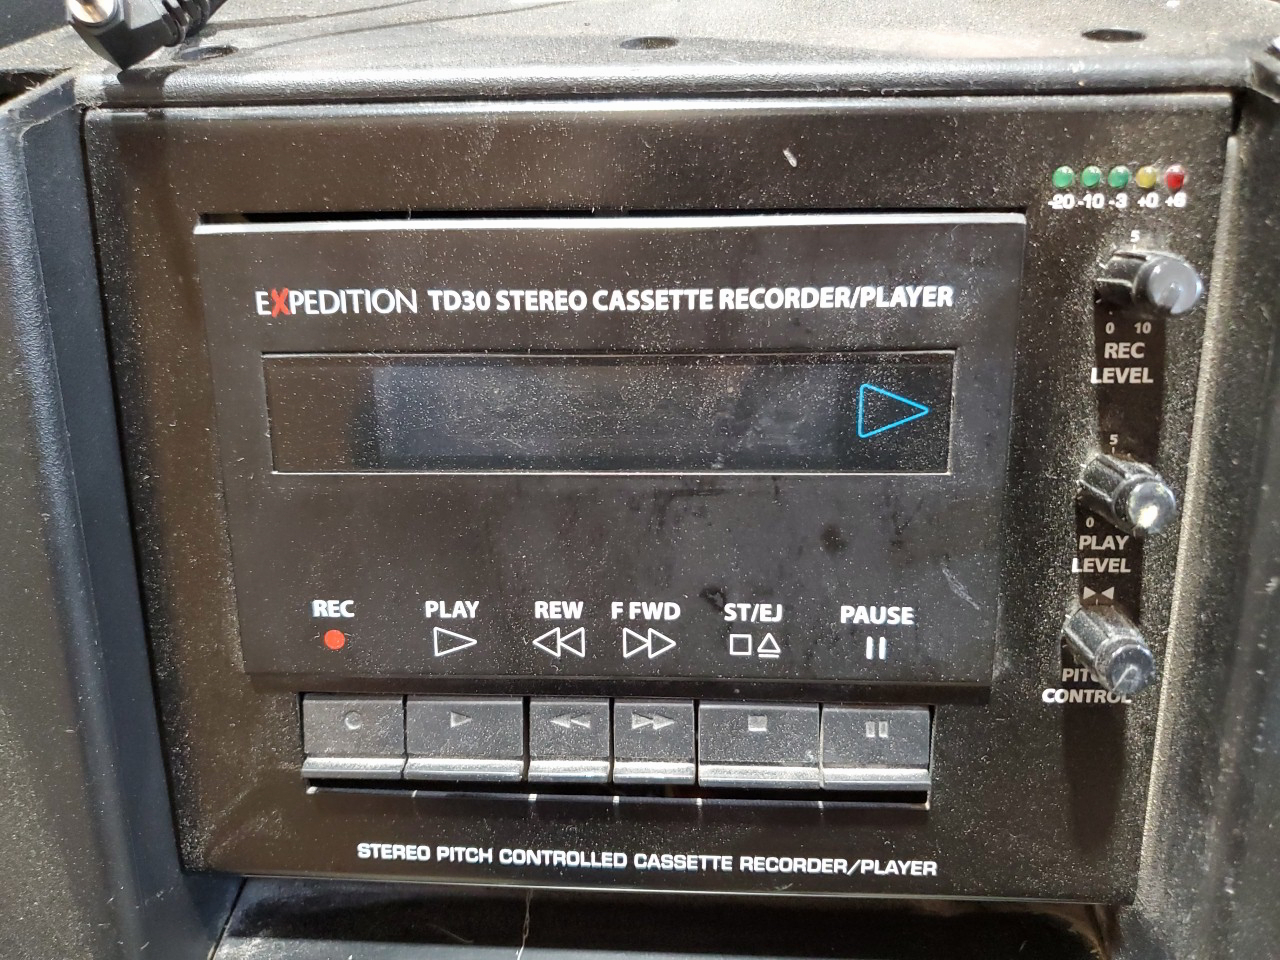 -20 -10 -3 +0 +6
5
EXPEDITION TD30 STEREO CASSETTE RECORDER/PLAYER
0 10
REC
LEVEL
5
0
PLAY
LEVEL
REC PLAY REW F FWD ST/EJ PAUSE
CONTROL
STEREO PITCH CONTROLLED CASSETTE RECORDER/PLAYER